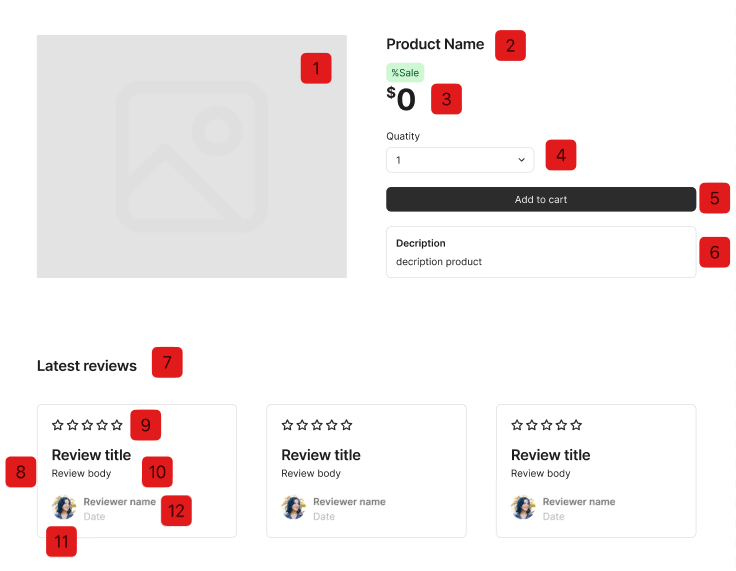 1
Product Name 2
%Sale
$0 3
Quatity
1 4
Add to cart 5
Decription
decription product 6
Latest reviews 7
9
Review title
Review body
8 10
Reviewer name 12
Date
11
Review title
Review body
Reviewer name
Date
Review title
Review body
Reviewer name
Date